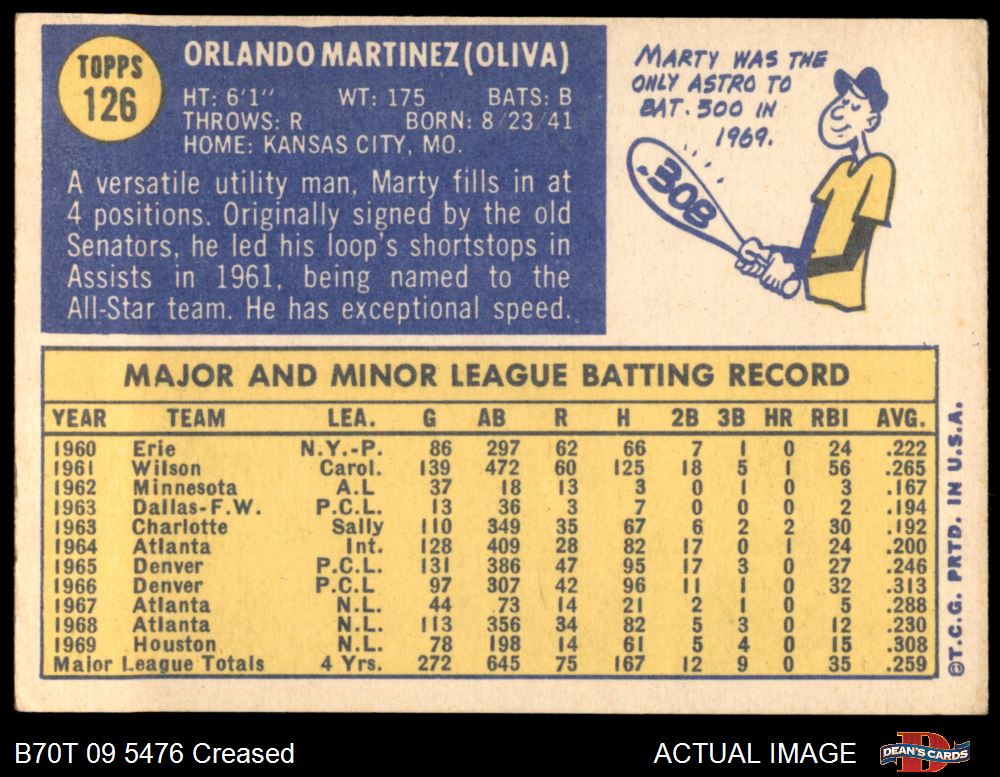 TOPPS
126
ORLANDO MARTINEZ (OLIVA)
HT: 6'1" WT: 175 BATS: B
THROWS: R BORN: 8/23/41
HOME: KANSAS CITY, MO.
A versatile utility man, Marty fills in at
4 positions. Originally signed by the old
Senators, he led his loop's shortstops in
Assists in 1961, being named to the
All-Star team. He has exceptional speed.
MARTY WAS THE
ONLY ASTRO TO
BAT .300 IN
1969.
.308
MAJOR AND MINOR LEAGUE BATTING RECORD
YEAR TEAM LEA. G AB R H 2B 3B HR RBI AVG.
1960 Erie N.Y.-P. 86 297 62 66 7 1 0 24 .222
1961 Wilson Carol. 139 472 60 125 18 5 1 56 .265
1962 Minnesota A.L 37 18 13 3 0 1 0 3 .167
1963 Dallas-F.W. P.C.L. 13 36 3 7 0 0 0 2 .194
1963 Charlotte Sally 110 349 35 67 6 2 2 30 .192
1964 Atlanta Int. 128 409 28 82 17 0 1 24 .200
1965 Denver P.C.L. 131 386 47 95 17 3 0 27 .246
1966 Denver P.C.L 97 307 42 96 11 1 0 32 .313
1967 Atlanta N.L. 44 73 14 21 2 1 0 5 .288
1968 Atlanta N.L. 113 356 34 82 5 3 0 12 .230
1969 Houston N.L. 78 198 14 61 5 4 0 15 .308
Major League Totals 4 Yrs. 272 645 75 167 12 9 0 35 .259
©T.C.G. PRTD. IN U.S.A.
B70T 09 5476 Creased
ACTUAL IMAGE
DEAN'S CARDS